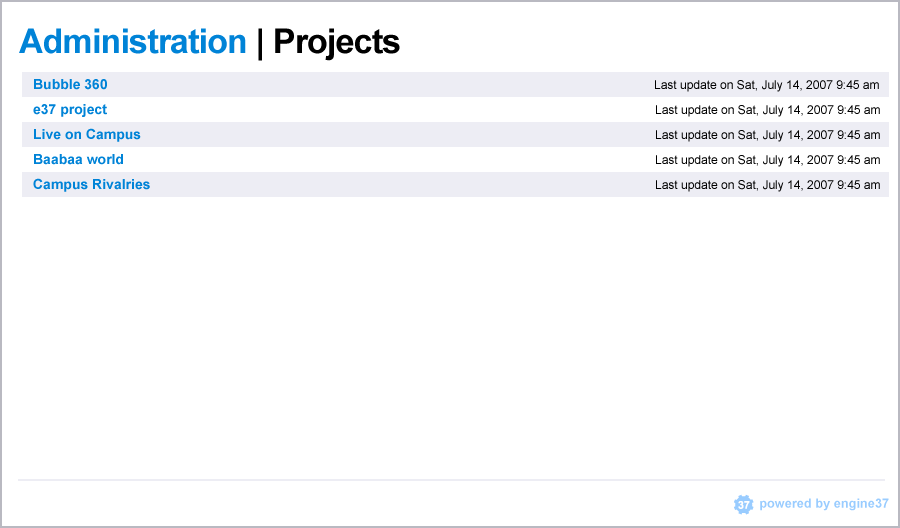 Administration | Projects
Bubble 360 Last update on Sat, July 14, 2007 9:45 am
e37 project Last update on Sat, July 14, 2007 9:45 am
Live on Campus Last update on Sat, July 14, 2007 9:45 am
Baabaa world Last update on Sat, July 14, 2007 9:45 am
Campus Rivalries Last update on Sat, July 14, 2007 9:45 am
37 powered by engine37